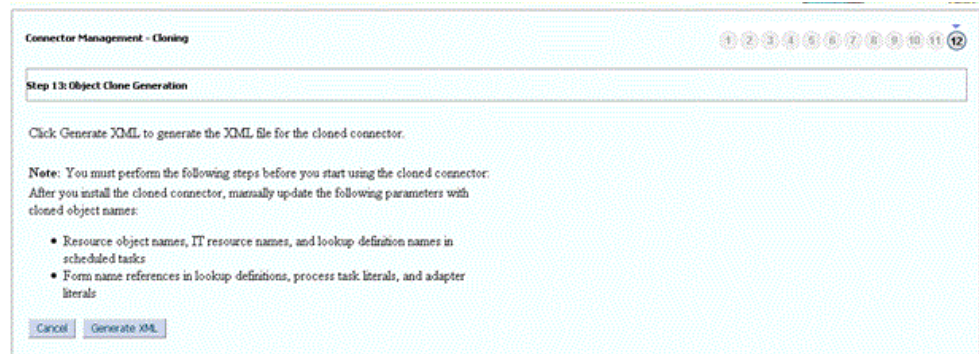 Connector Management - Cloning
1 2 3 4 5 6 7 8 9 10 11 12
Step 13: Object Clone Generation
Click Generate XML to generate the XML file for the cloned connector.
Note: You must perform the following steps before you start using the cloned connector:
After you install the cloned connector, manually update the following parameters with
cloned object names:
• Resource object names, IT resource names, and lookup definition names in
scheduled tasks
• Form name references in lookup definitions, process task literals, and adapter
literals
Cancel Generate XML